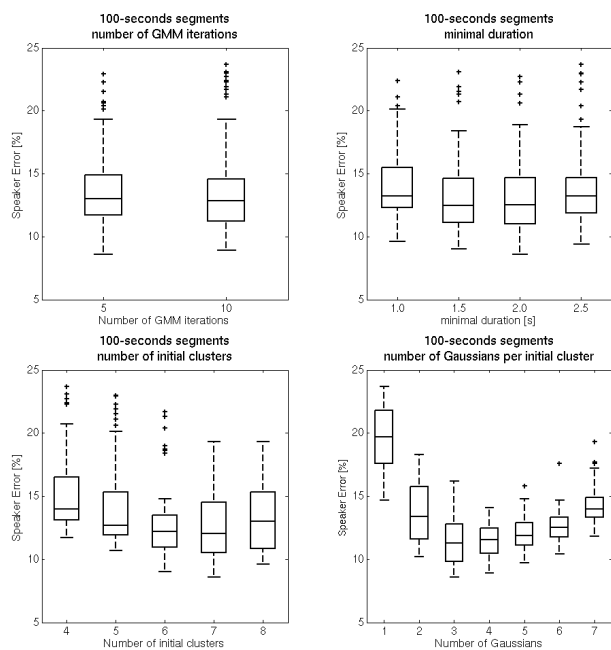 100-seconds segments
number of GMM iterations
25
20
15
10
5
Speaker Error [%]
5
10
Number of GMM iterations
100-seconds segments
minimal duration
25
20
15
10
5
Speaker Error [%]
1.0
1.5
2.0
2.5
minimal duration [s]
100-seconds segments
number of initial clusters
25
20
15
10
5
Speaker Error [%]
4
5
6
7
8
Number of initial clusters
100-seconds segments
number of Gaussians per initial cluster
25
20
15
10
5
Speaker Error [%]
1
2
3
4
5
6
7
Number of Gaussians